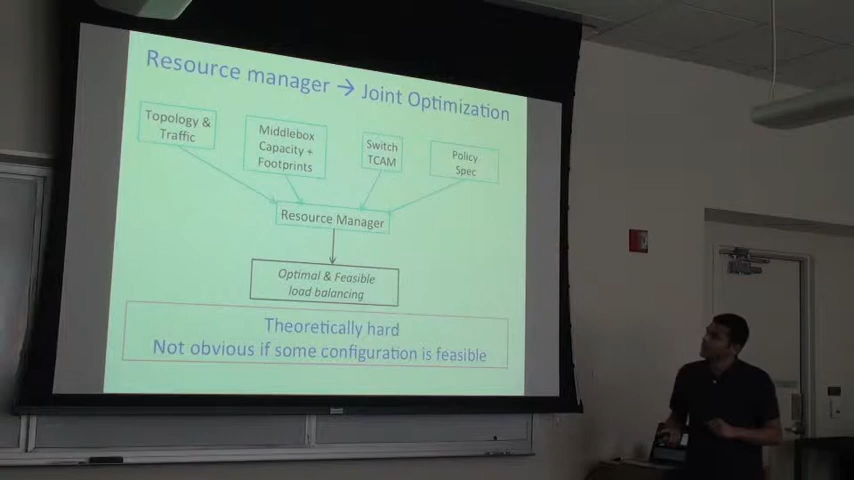 Resource manager → Joint Optimization
Topology &
Traffic
Middlebox
Capacity +
Footprints
Switch
TCAM
Policy
Spec
Resource Manager
Optimal & Feasible
load balancing
Theoretically hard
Not obvious if some configuration is feasible